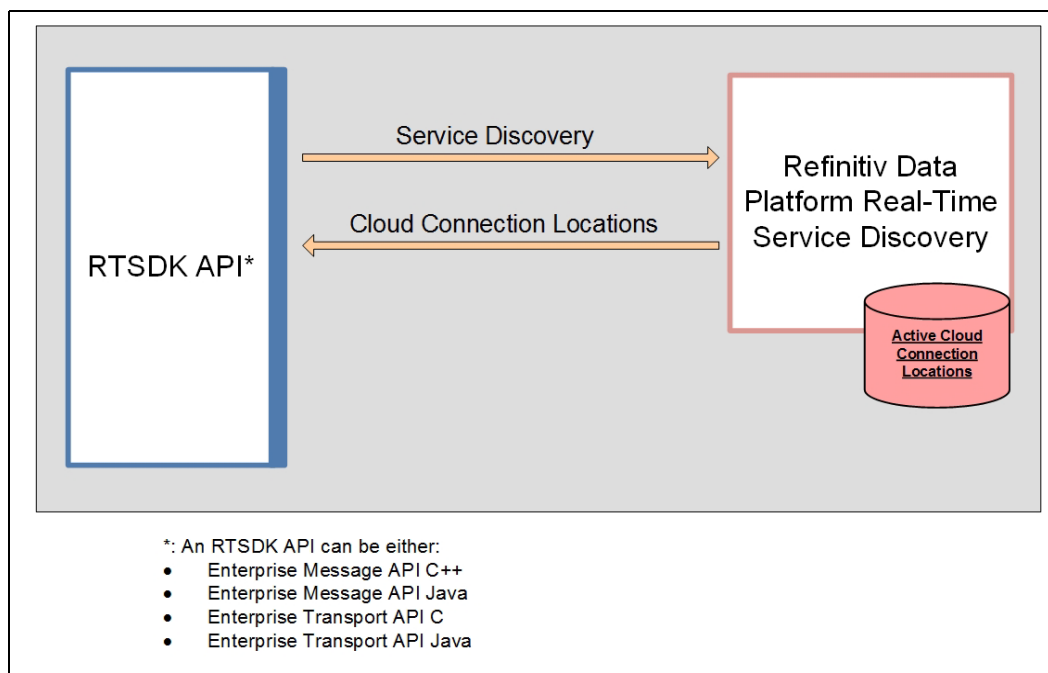 Service Discovery
Cloud Connection Locations
RTSDK API*
Refinitiv Data
Platform Real-Time
Service Discovery
Active Cloud
Connection
Locations
*: An RTSDK API can be either:
• Enterprise Message API C++
• Enterprise Message API Java
• Enterprise Transport API C
• Enterprise Transport API Java